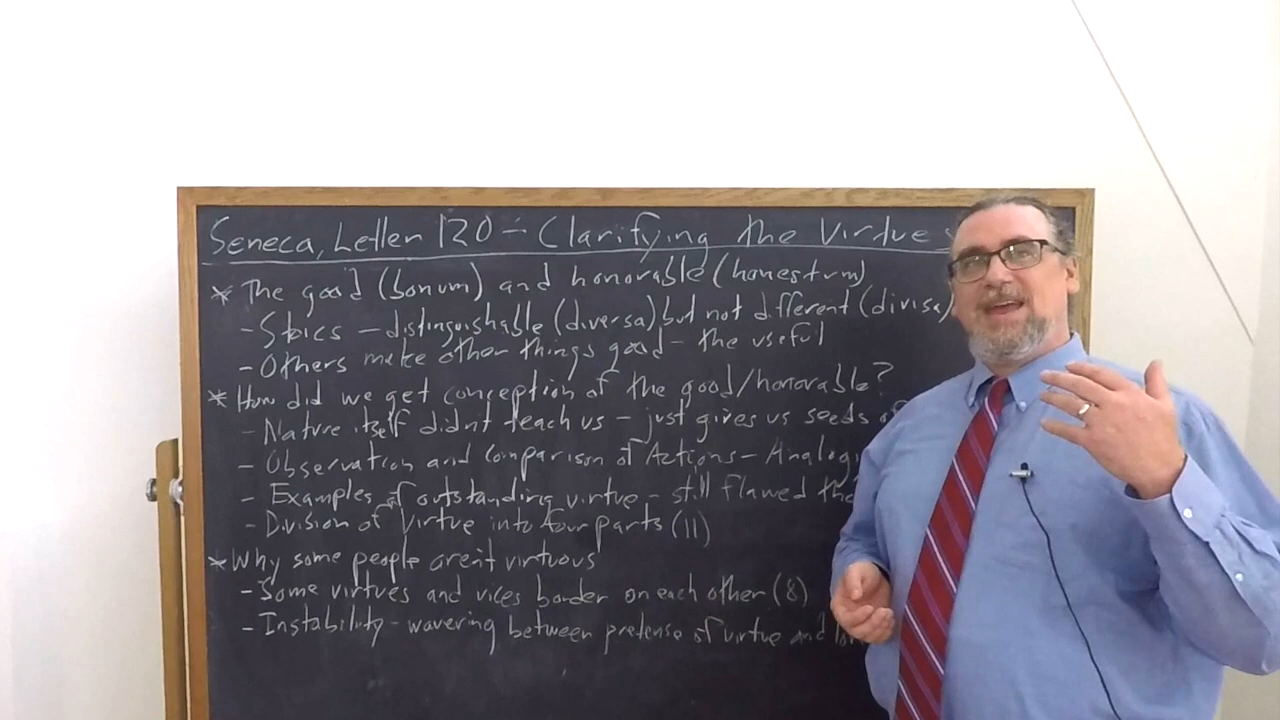 Seneca, Letter 120 - Clarifying the Virtues
* The good (bonum) and honorable (honestum)
- Stoics - distinguishable (diversa) but not different (divisa)
- Others make other things good - the useful
* How did we get conception of the good/honorable?
- Nature itself didn't teach us - just gives us seeds of
- Observation and comparison of Actions - Analog
- Examples of outstanding virtue - still flawed
- Division of Virtue into four parts (11)
* Why some people aren't virtuous
- Some virtues and vices border on each other (8)
- Instability - wavering between pretense of virtue and